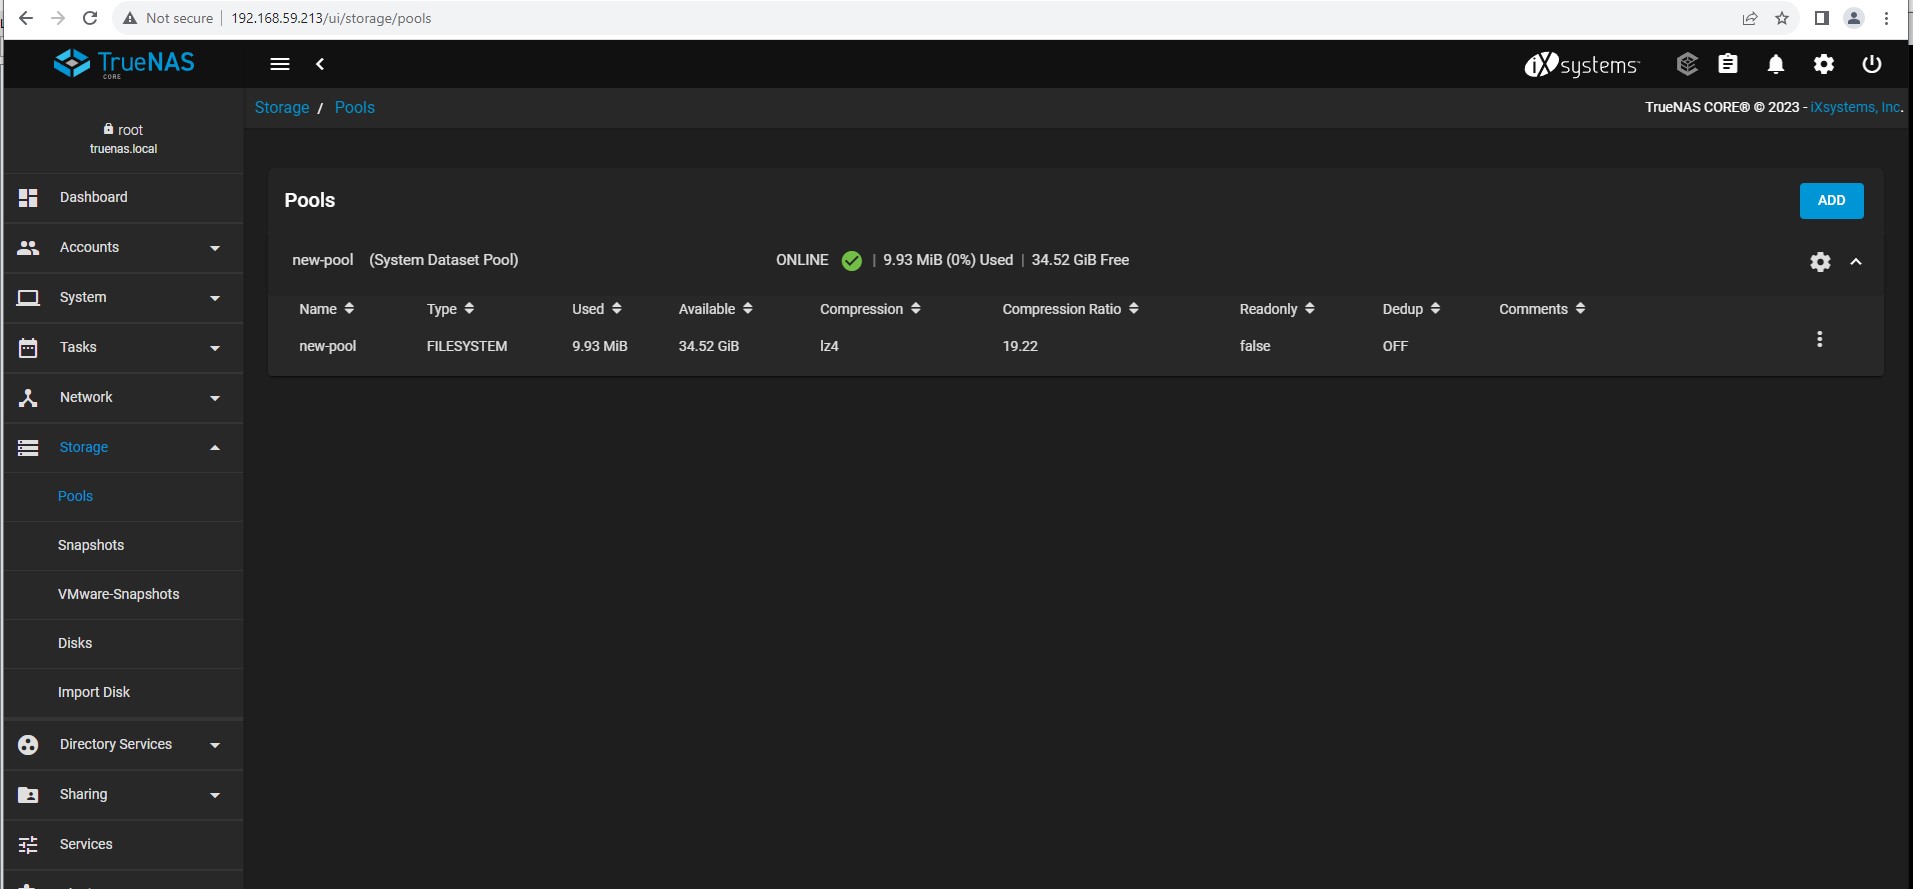 Not secure | 192.168.59.213/ui/storage/pools
TrueNAS
CORE
iXsystems™
root
truenas.local
Storage / Pools
TrueNAS CORE® © 2023 - iXsystems, Inc.
Dashboard
Accounts
System
Tasks
Network
Storage
Pools
Snapshots
VMware-Snapshots
Disks
Import Disk
Directory Services
Sharing
Services
Pools
ADD
new-pool (System Dataset Pool) ONLINE | 9.93 MiB (0%) Used | 34.52 GiB Free
Name Type Used Available Compression Compression Ratio Readonly Dedup Comments
new-pool FILESYSTEM 9.93 MiB 34.52 GiB lz4 19.22 false OFF